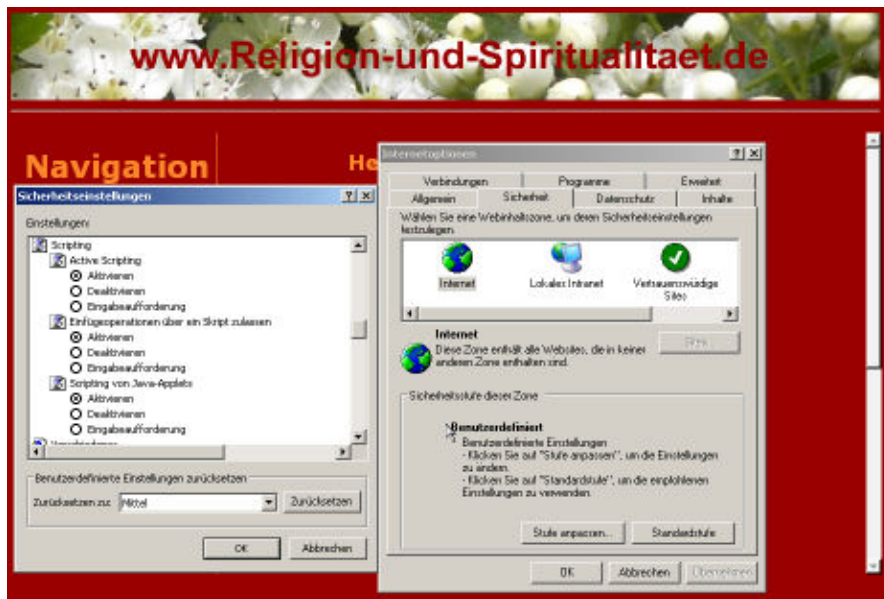 www.Religion-und-Spiritualitaet.de
Navigation
He
Sicherheitseinstellungen
Einstellungen:
Scripting
Active Scripting
Aktivieren
Deaktivieren
Eingabeaufforderung
Einfügeoperationen über ein Skript zulassen
Aktivieren
Deaktivieren
Eingabeaufforderung
Scripting von Java-Applets
Aktivieren
Deaktivieren
Eingabeaufforderung
Benutzerdefinierte Einstellungen zurücksetzen
Zurücksetzen zu: Mittel Zurücksetzen
OK Abbrechen
Internetoptionen
Verbindungen Programme Erweitert
Allgemein Sicherheit Datenschutz Inhalte
Wählen Sie eine Webinhaltszone, um deren Sicherheitseinstellungen
festzulegen.
Internet Lokales Intranet Vertrauenswürdige
Sites
Internet
Diese Zone enthält alle Websites, die in keiner
anderen Zone enthalten sind.
Sites...
Sicherheitsstufe dieser Zone
Benutzerdefiniert
Benutzerdefinierte Einstellungen
- Klicken Sie auf "Stufe anpassen", um die Einstellungen
zu ändern.
- Klicken Sie auf "Standardstufe", um die empfohlenen
Einstellungen zu verwenden.
Stufe anpassen... Standardstufe
OK Abbrechen Übernehmen